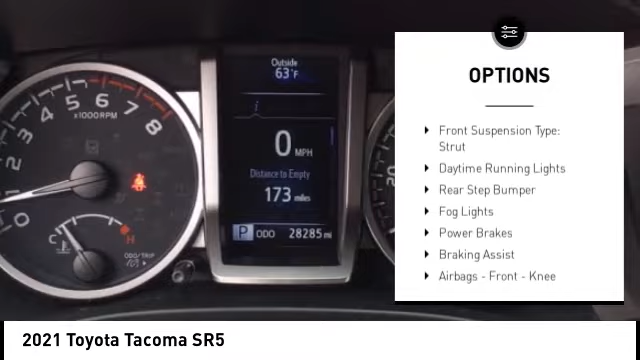 Outside
63°F
i
0 MPH
Distance to Empty
173 miles
P ODO 28285 mi
0
1
2
3
4
5
6
7
8
x1000RPM
C
H
ODO/TRIP
20
OPTIONS
Front Suspension Type:
Strut
Daytime Running Lights
Rear Step Bumper
Fog Lights
Power Brakes
Braking Assist
Airbags - Front - Knee
2021 Toyota Tacoma SR5